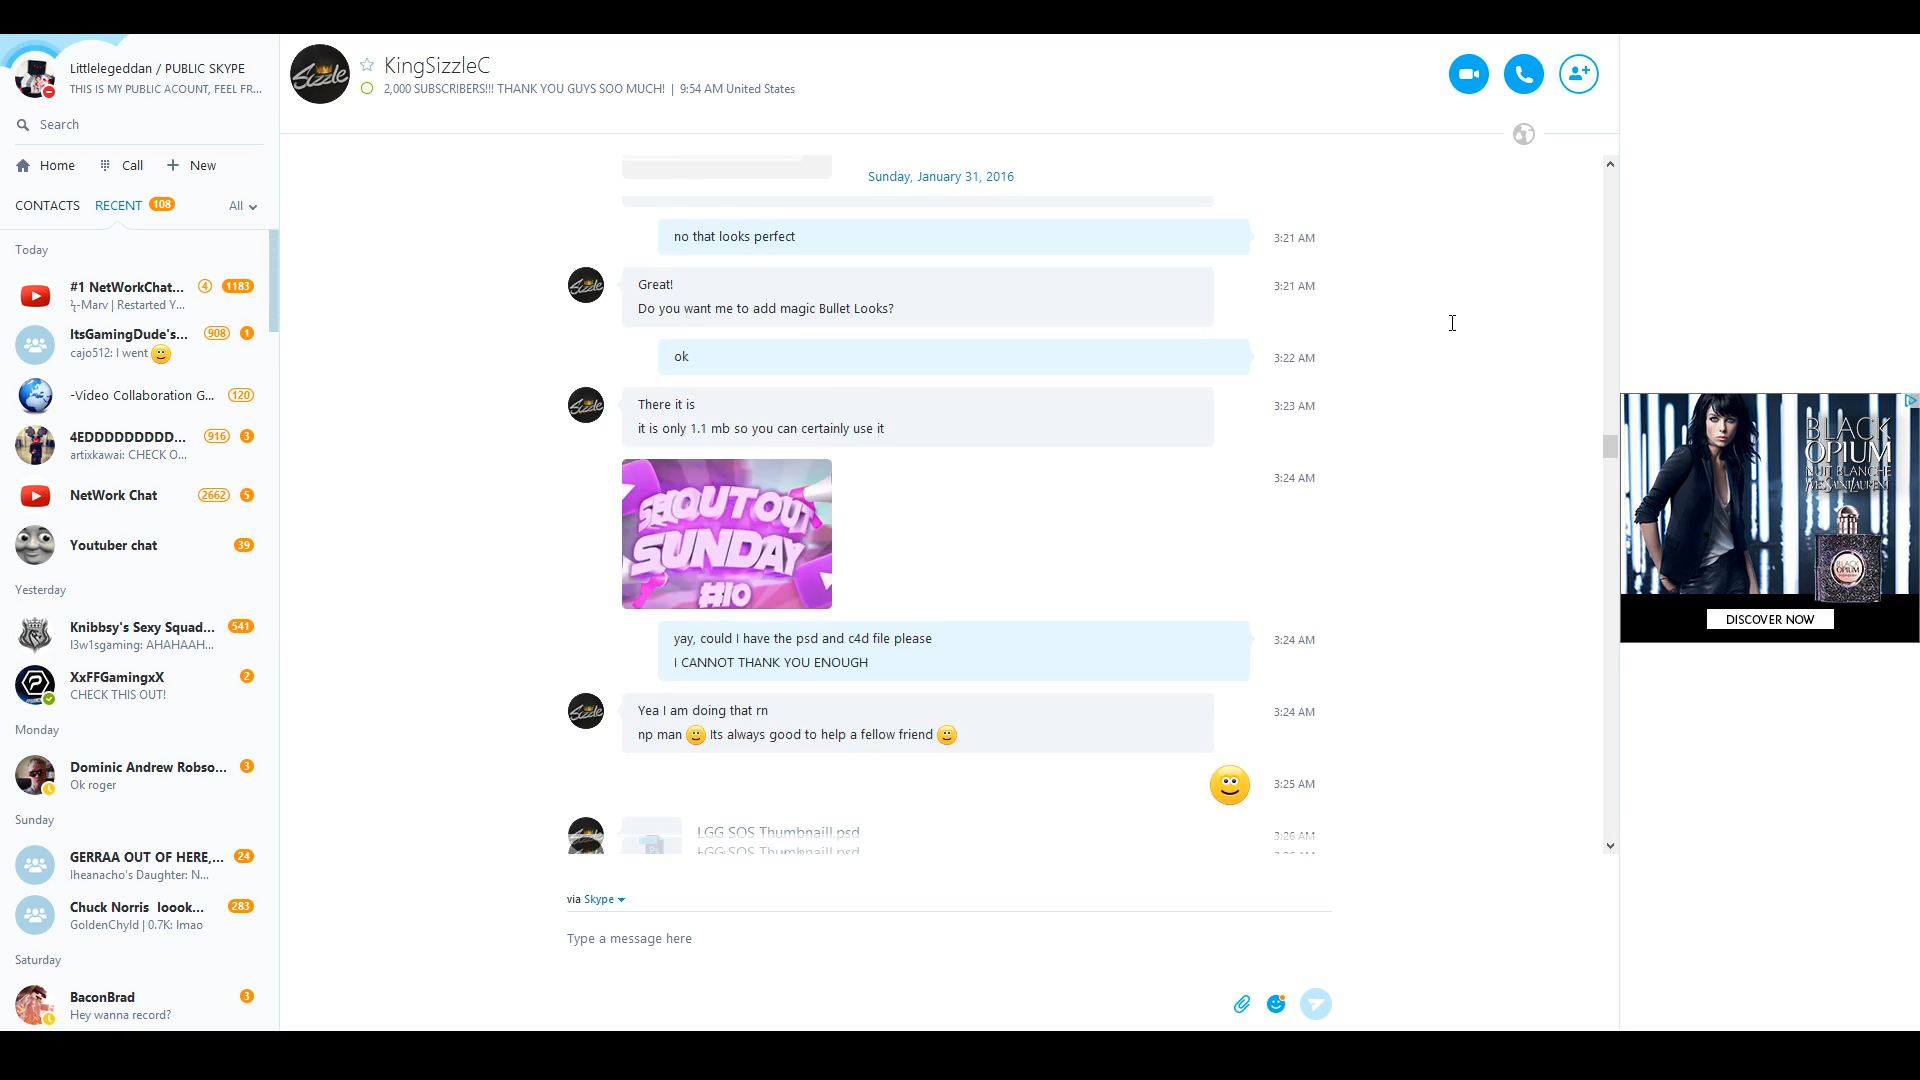 Littlelegeddan / PUBLIC SKYPE
THIS IS MY PUBLIC ACOUNT, FEEL FR...
Search
Home
Call
New
CONTACTS
RECENT
108
All
Today
#1 NetWorkChat...
4
1183
-Marv | Restarted Y...
ItsGamingDude's...
908
1
cajo512: I went
-Video Collaboration G...
120
4EDDDDDDDDD...
916
3
artixkawai: CHECK O...
NetWork Chat
2662
5
Youtuber chat
39
Yesterday
Knibbsy's Sexy Squad...
541
l3w1sgaming: AHAHAAH...
XxFFGamingxX
2
CHECK THIS OUT!
Monday
Dominic Andrew Robso...
3
Ok roger
Sunday
GERRAA OUT OF HERE,...
24
Iheanacho's Daughter: N...
Chuck Norris loook...
283
GoldenChyld | 0.7K: lmao
Saturday
BaconBrad
3
Hey wanna record?
Sizzle
KingSizzleC
2,000 SUBSCRIBERS!!! THANK YOU GUYS SOO MUCH! | 9:54 AM United States
Sunday, January 31, 2016
no that looks perfect
3:21 AM
Great!
3:21 AM
Do you want me to add magic Bullet Looks?
ok
3:22 AM
There it is
3:23 AM
it is only 1.1 mb so you can certainly use it
3:24 AM
SHOUTOUT
SUNDAY
#10
yay, could I have the psd and c4d file please
3:24 AM
I CANNOT THANK YOU ENOUGH
Yea I am doing that rn
3:24 AM
np man Its always good to help a fellow friend
3:25 AM
LGG SOS Thumbnaill.psd
3:26 AM
LGG SOS Thumbnaill.psd
via Skype
Type a message here
BLACK
OPIUM
NUIT BLANCHE
YVES SAINT LAURENT
DISCOVER NOW